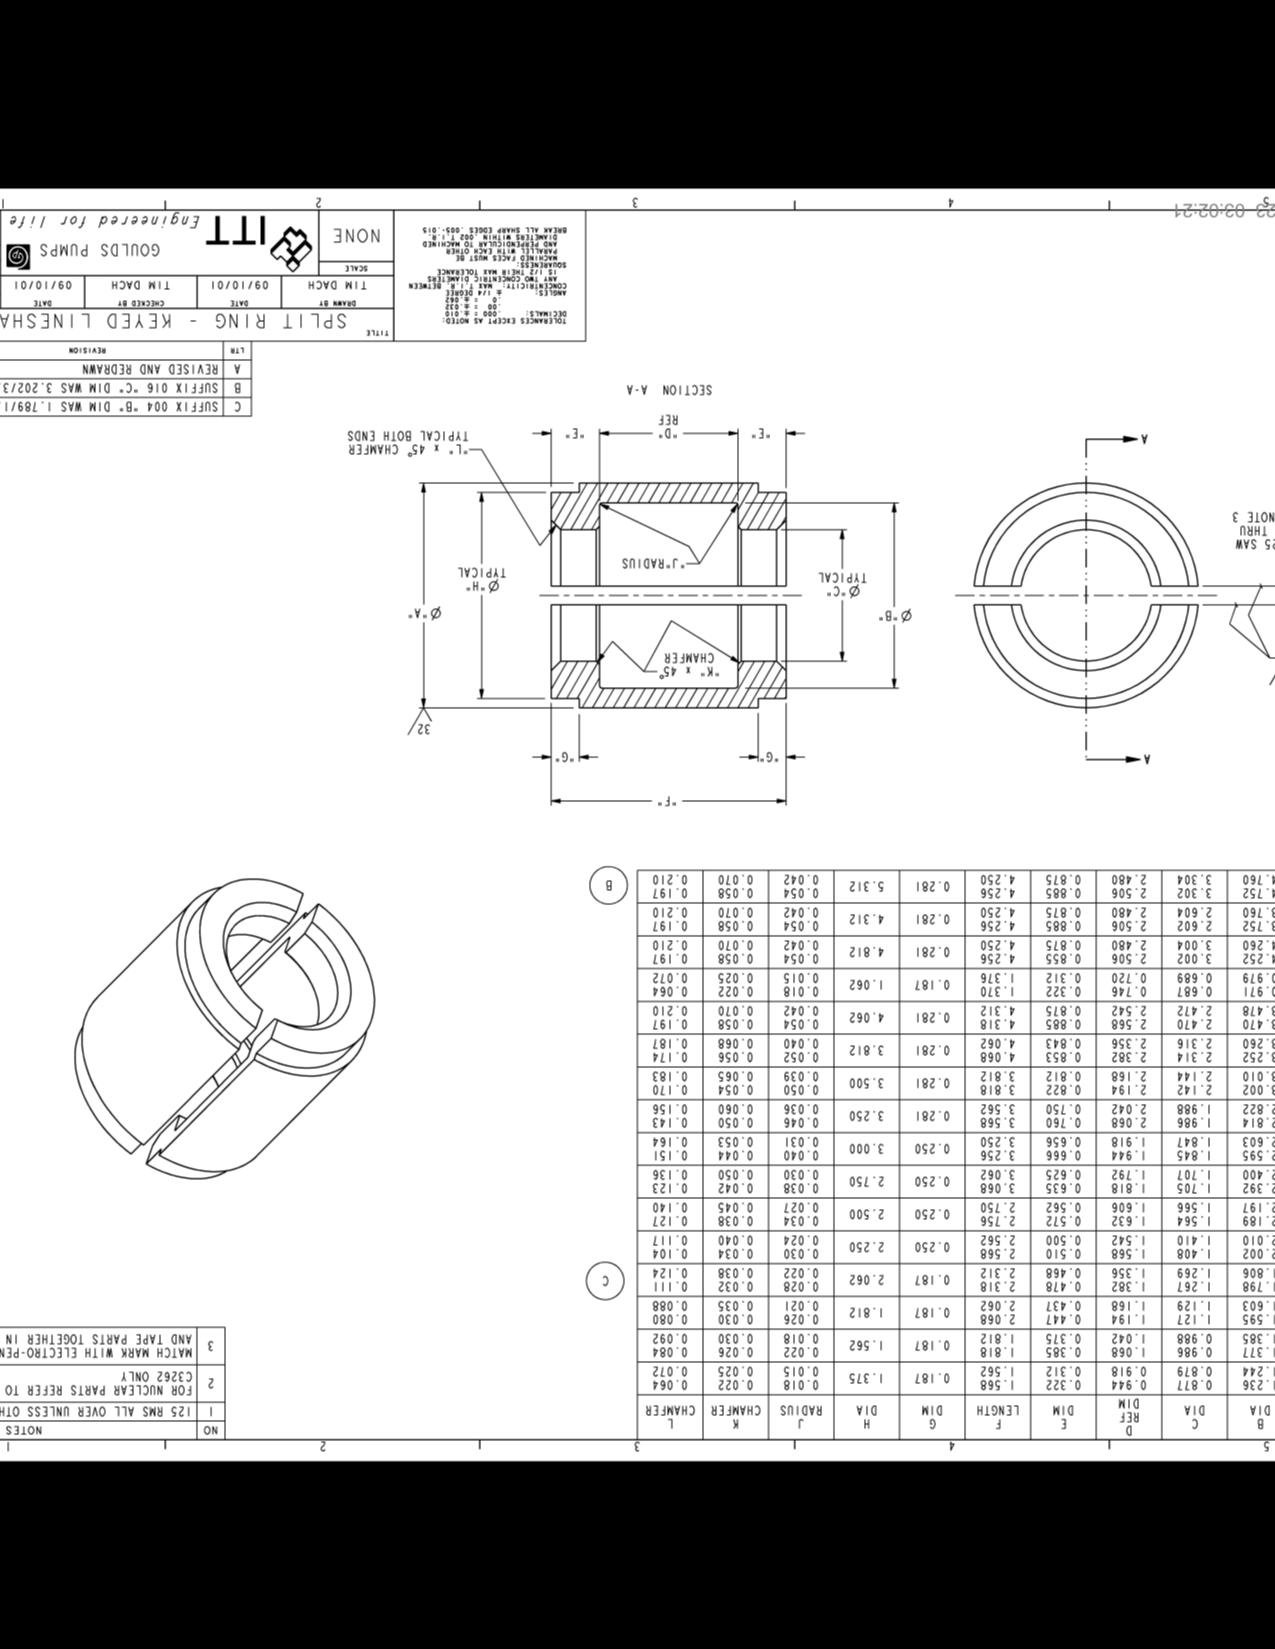 5 4 3 2 1
B DIA C DIA D REF DIM E DIM F LENGTH G DIM H DIA J RADIUS K CHAMFER L CHAMFER
.236 0.877 0.944 0.322 1.568 0.187 1.375 0.018 0.022 0.064
.244 0.879 0.918 0.312 1.562 0.015 0.025 0.072
.377 0.986 1.068 0.385 1.818 0.187 1.562 0.022 0.026 0.084
.385 0.988 1.042 0.375 1.812 0.018 0.030 0.092
.595 1.127 1.194 0.447 2.068 0.187 1.812 0.026 0.030 0.080
.603 1.129 1.168 0.437 2.062 0.021 0.035 0.088
.798 1.267 1.382 0.478 2.318 0.187 2.062 0.028 0.032 0.111
.806 1.269 1.356 0.468 2.312 0.022 0.038 0.124
C
.002 1.408 1.568 0.510 2.568 0.250 2.250 0.030 0.034 0.104
.010 1.410 1.542 0.500 2.562 0.024 0.040 0.117
.189 1.564 1.632 0.572 2.756 0.250 2.500 0.034 0.038 0.127
.197 1.566 1.606 0.562 2.750 0.027 0.045 0.140
.392 1.705 1.818 0.635 3.068 0.250 2.750 0.038 0.042 0.123
.400 1.707 1.792 0.625 3.062 0.030 0.050 0.136
.595 1.845 1.944 0.666 3.256 0.250 3.000 0.040 0.044 0.151
.603 1.847 1.918 0.656 3.250 0.031 0.053 0.164
.814 1.986 2.068 0.760 3.568 0.281 3.250 0.046 0.050 0.143
.822 1.988 2.042 0.750 3.562 0.036 0.060 0.156
.002 2.142 2.194 0.822 3.818 0.281 3.500 0.050 0.054 0.170
.010 2.144 2.168 0.812 3.812 0.039 0.065 0.183
.252 2.314 2.382 0.853 4.068 0.281 3.812 0.052 0.056 0.174
.260 2.316 2.356 0.843 4.062 0.040 0.068 0.187
.470 2.470 2.568 0.885 4.318 0.281 4.062 0.054 0.058 0.197
.478 2.472 2.542 0.875 4.312 0.042 0.070 0.210
.971 0.687 0.746 0.322 1.370 0.187 1.062 0.018 0.022 0.064
.979 0.689 0.720 0.312 1.376 0.015 0.025 0.072
.252 3.002 2.506 0.855 4.256 0.281 4.812 0.054 0.058 0.197
.260 3.004 2.480 0.875 4.250 0.042 0.070 0.210
.752 2.602 2.506 0.885 4.256 0.281 4.312 0.054 0.058 0.197
.760 2.604 2.480 0.875 4.250 0.042 0.070 0.210
.752 3.302 2.506 0.885 4.256 0.281 5.312 0.054 0.058 0.197
.760 3.304 2.480 0.875 4.250 0.042 0.070 0.210
B
NO NOTES
1 125 RMS ALL OVER UNLESS OTH
2 FOR NUCLEAR PARTS REFER TO
C3262 ONLY
3 MATCH MARK WITH ELECTRO-PEN
AND TAPE PARTS TOGETHER IN
"F"
A
"G" "G"
32
"K" x 45°
CHAMFER
Ø "B"
Ø "C"
TYPICAL
Ø "H"
TYPICAL
Ø "A"
"J"RADIUS
25 SAW
THRU
NOTE 3
A
"E" "D"
REF
"E"
"L" x 45° CHAMFER
TYPICAL BOTH ENDS
SECTION A-A
C SUFFIX 004 "B" DIM WAS 1.789/1
B SUFFIX 016 "C" DIM WAS 3.202/3
A REVISED AND REDRAWN
LTR REVISION
TOLERANCES EXCEPT AS NOTED:
DECIMALS: .000 = ±.010
.00 = ±.032
.0 = ±.062
ANGLES: ± 1/4 DEGREE
CONCENTRICITY: MAX T.I.R. BETWEEN
ANY TWO CONCENTRIC DIAMETERS
IS 1/2 THEIR MAX TOLERANCE
SQUARENESS:
MACHINED FACES MUST BE
PARALLEL WITH EACH OTHER
AND PERPENDICULAR TO MACHINED
DIAMETERS WITHIN .002 T.I.R.
BREAK ALL SHARP EDGES .005-.015
TITLE
SPLIT RING - KEYED LINESHA
DRAWN BY DATE CHECKED BY DATE
TIM DACH 09/10/01 TIM DACH 09/10/01
SCALE
NONE
ITT
GOULDS PUMPS
Engineered for life
5 4 3 2 1
03:02:21